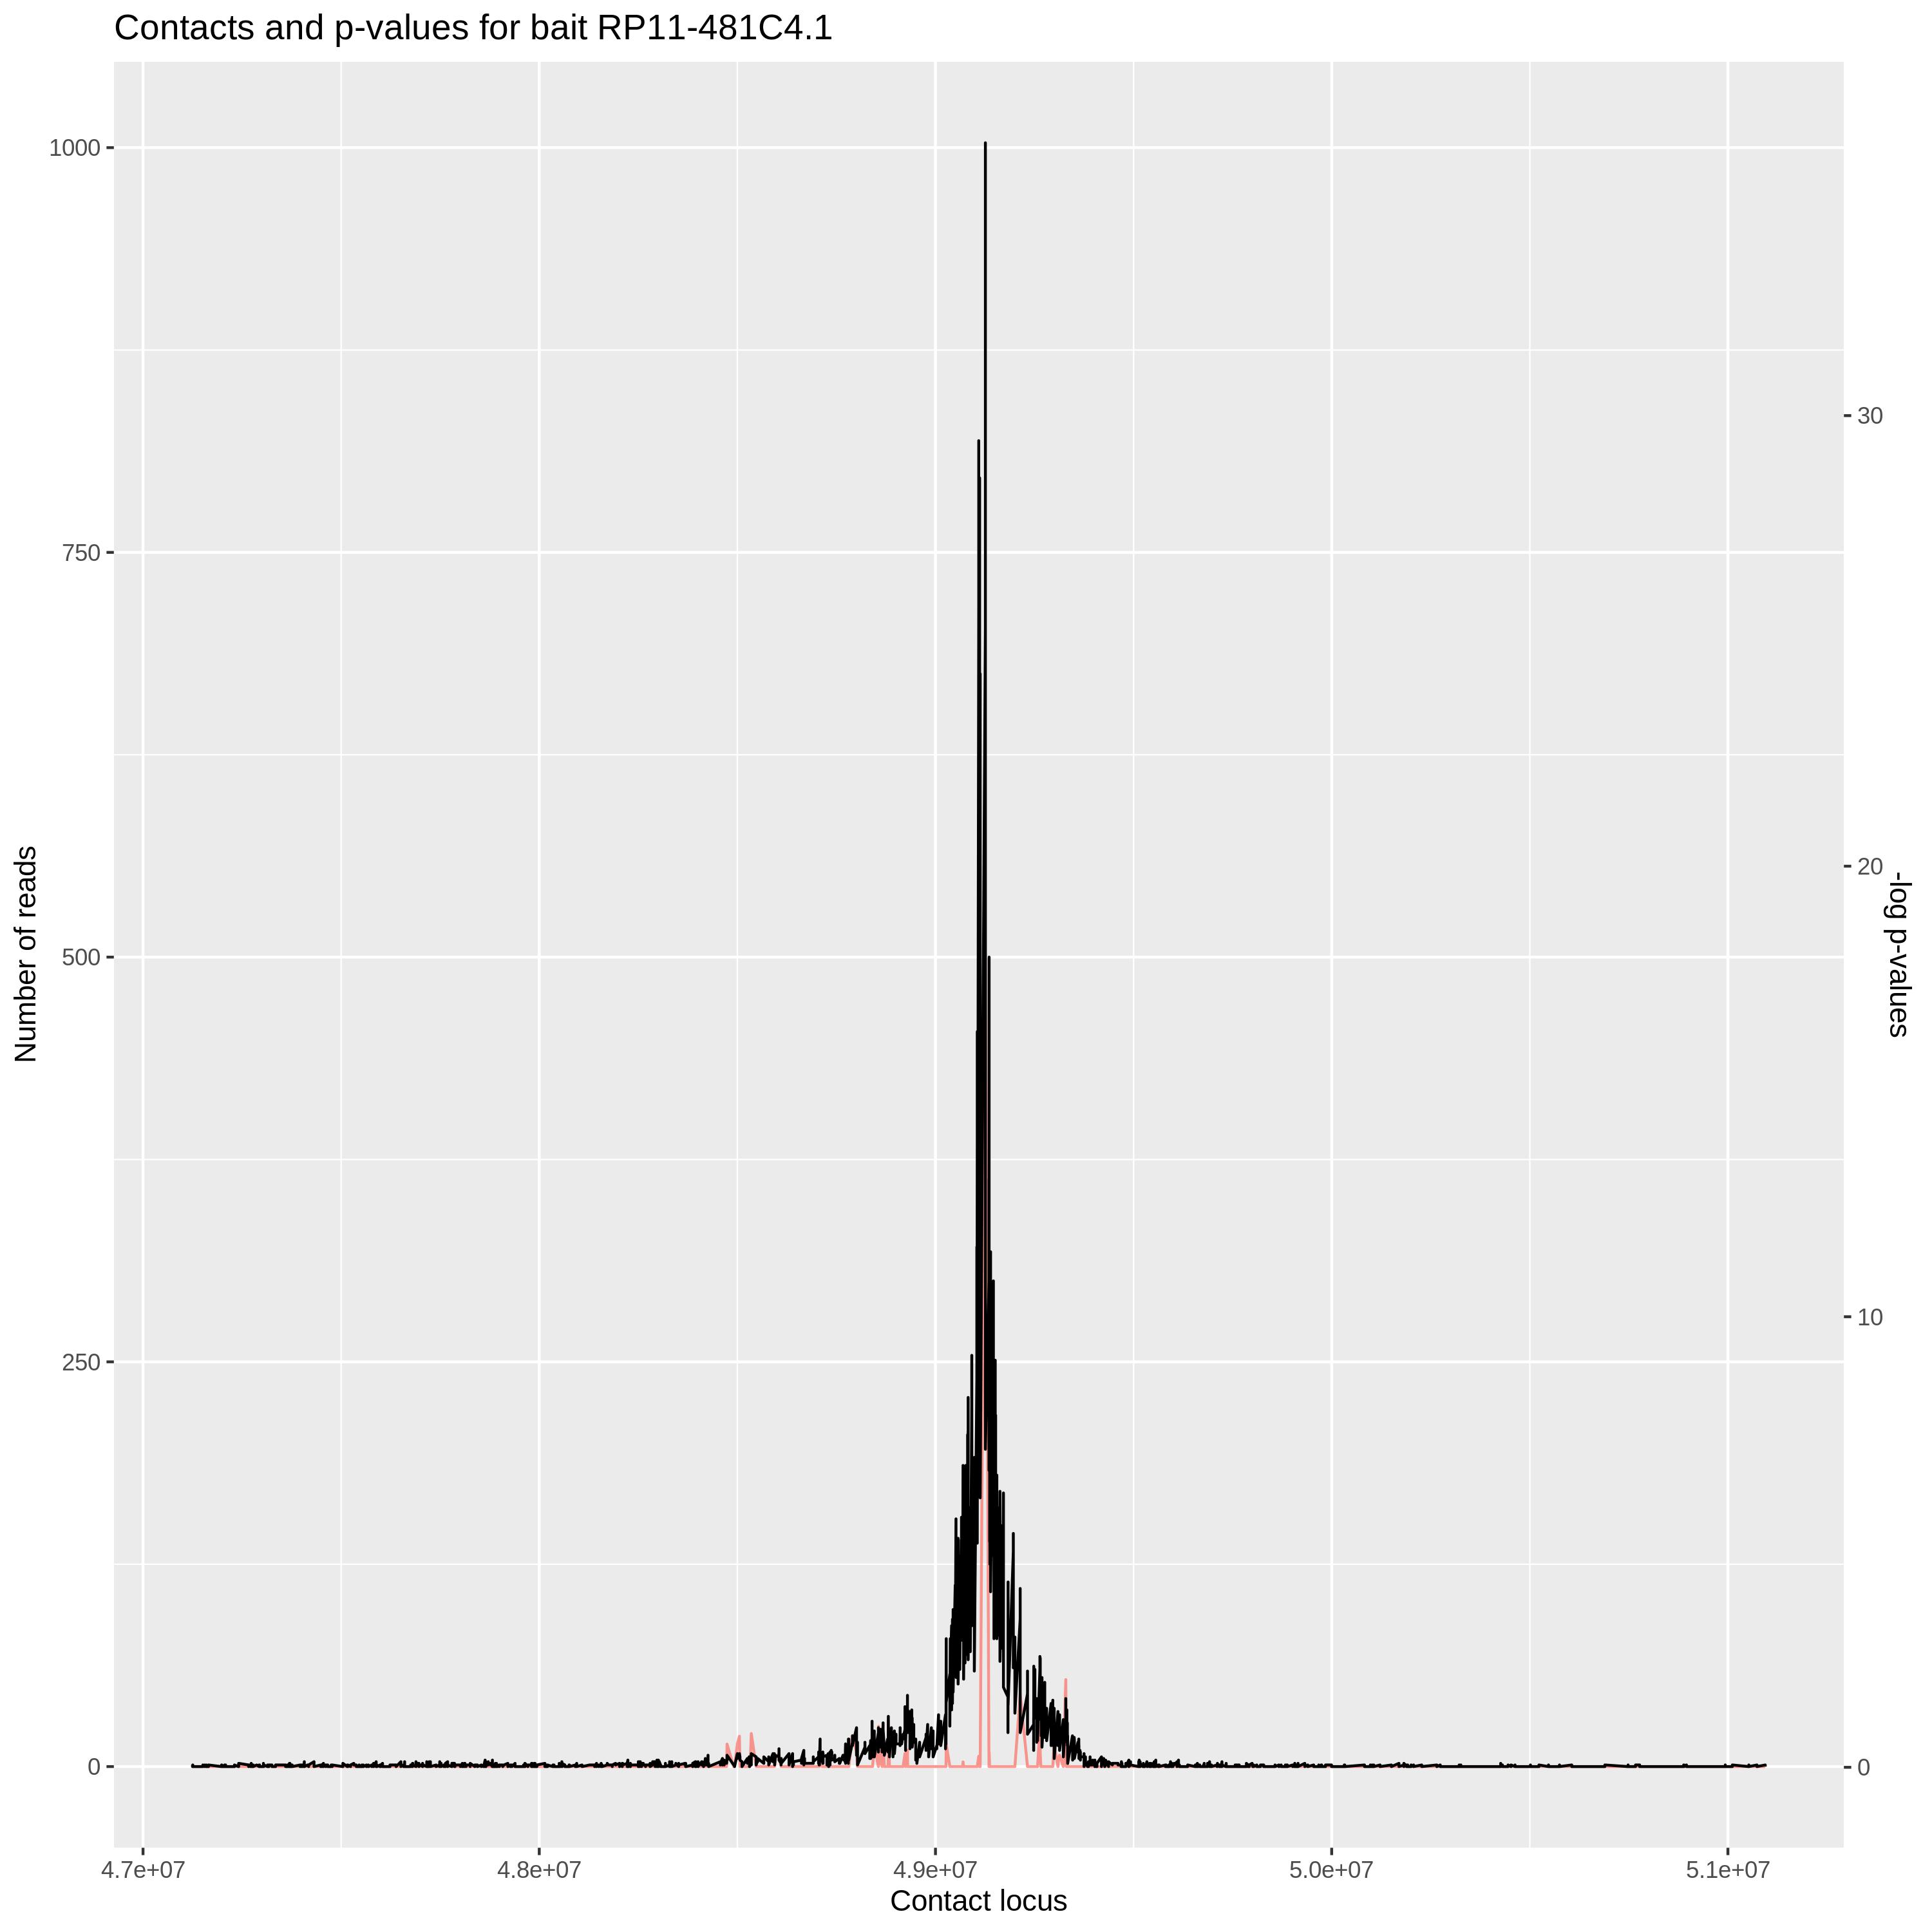 Contacts and p-values for bait RP11-481C4.1
1000
750
500
250
0
Number of reads
30
20
10
0
-log p-values
4.7e+07
4.8e+07
4.9e+07
5.0e+07
5.1e+07
Contact locus